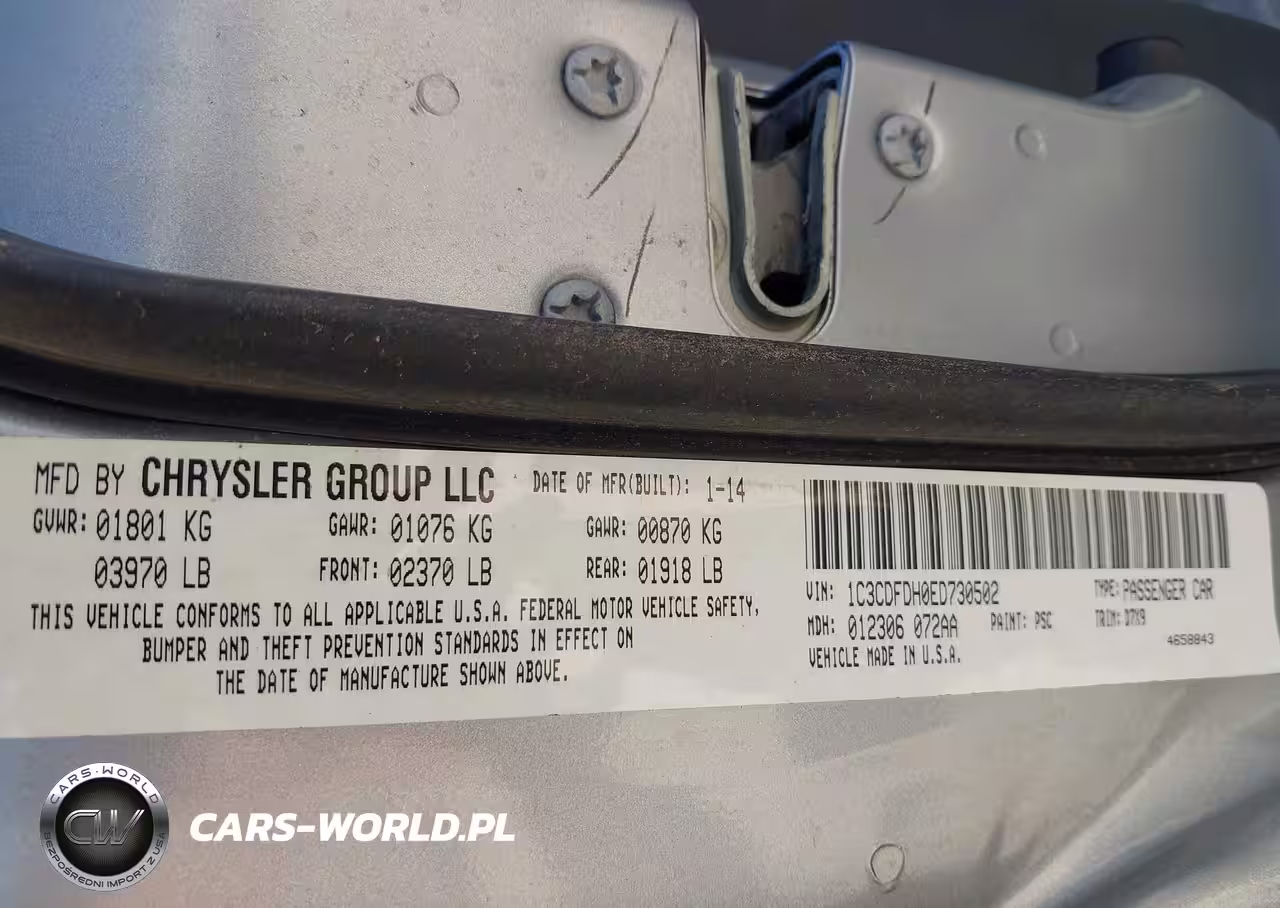 MFD BY CHRYSLER GROUP LLC DATE OF MFR(BUILT): 1-14
GVWR: 01801 KG GAWR: 01076 KG GAWR: 00870 KG
03970 LB FRONT: 02370 LB REAR: 01918 LB
THIS VEHICLE CONFORMS TO ALL APPLICABLE U.S.A. FEDERAL MOTOR VEHICLE SAFETY,
BUMPER AND THEFT PREVENTION STANDARDS IN EFFECT ON
THE DATE OF MANUFACTURE SHOWN ABOVE.
VIN: 1C3CDFDH0ED730502 TYPE: PASSENGER CAR
MDH: 012306 072AA PAINT: PSC TRIM: D7X9
4658843
VEHICLE MADE IN U.S.A.
CARS-WORLD
CW
BEZPOŚREDNI IMPORT Z USA
CARS-WORLD.PL